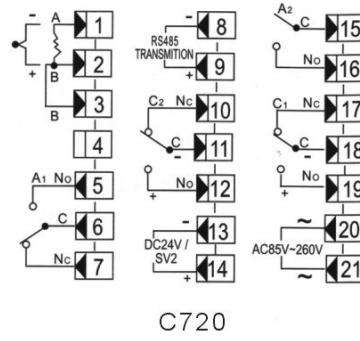 - A 1
+ B 2
B 3
4
A1 No 5
C 6
Nc 7
- 8
RS485
TRANSMITION
+ 9
C2 Nc 10
C - 11
No + 12
- 13
DC24V /
SV2
+ 14
A2 C 15
No 16
C1 Nc 17
C - 18
No + 19
~ 20
AC85V~260V
~ 21
C720